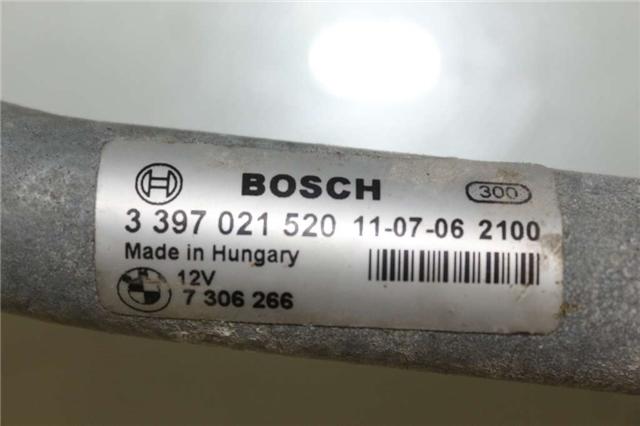 BOSCH 300
3 397 021 520 11-07-06 2100
Made in Hungary
12V
7 306 266